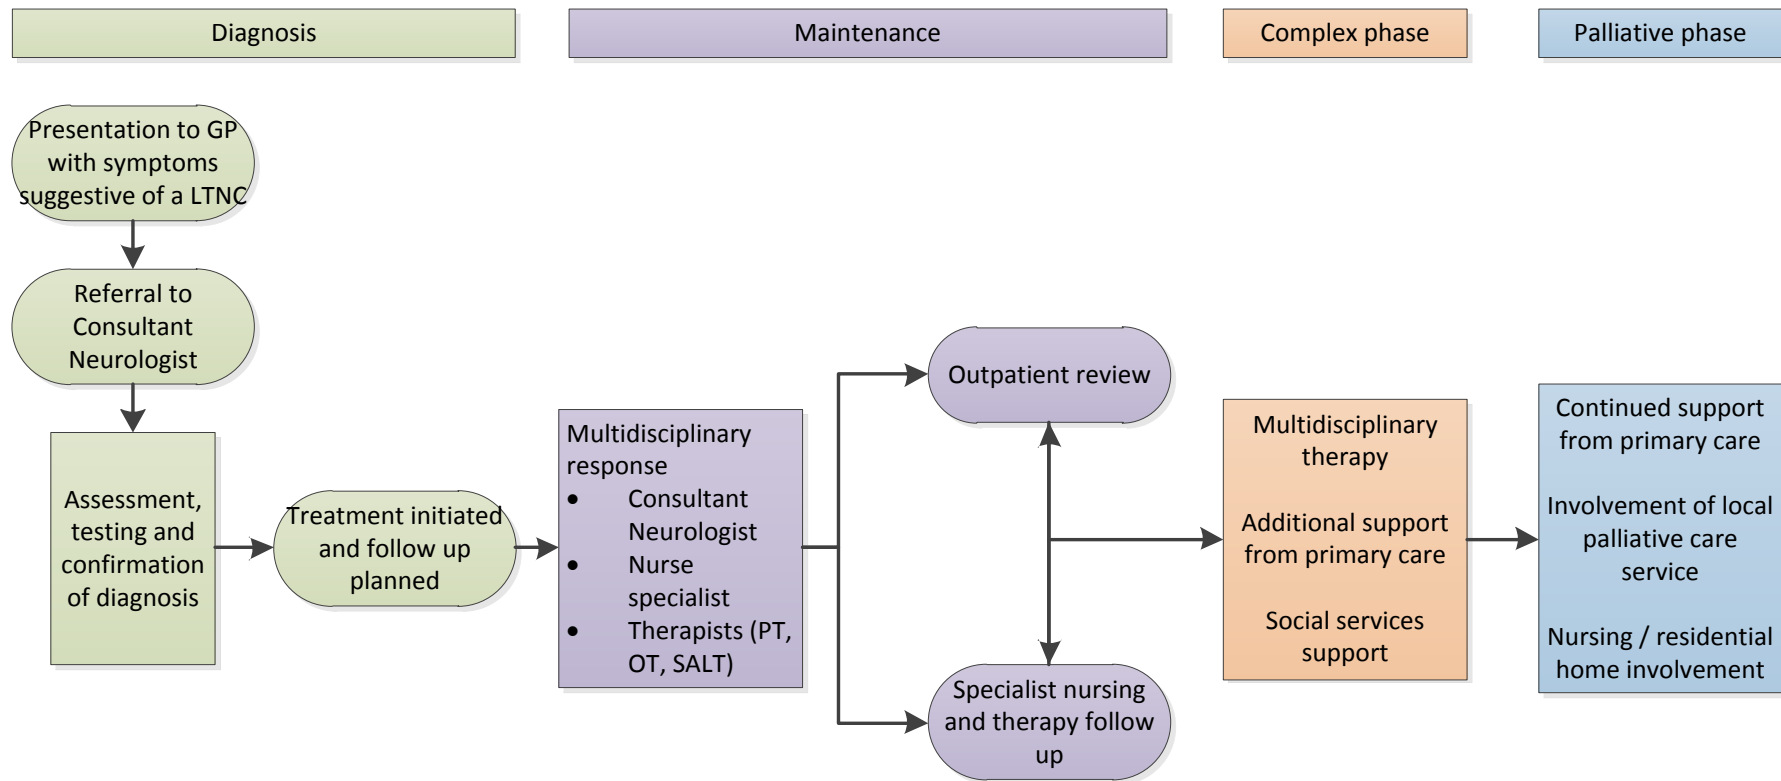 Diagnosis
Maintenance
Complex phase
Palliative phase
Presentation to GP
with symptoms
suggestive of a LTNC
Referral to
Consultant
Neurologist
Assessment,
testing and
confirmation
of diagnosis
Treatment initiated
and follow up
planned
Multidisciplinary
response
• Consultant
Neurologist
• Nurse
specialist
• Therapists (PT,
OT, SALT)
Outpatient review
Specialist nursing
and therapy follow
up
Multidisciplinary
therapy
Additional support
from primary care
Social services
support
Continued support
from primary care
Involvement of local
palliative care
service
Nursing / residential
home involvement